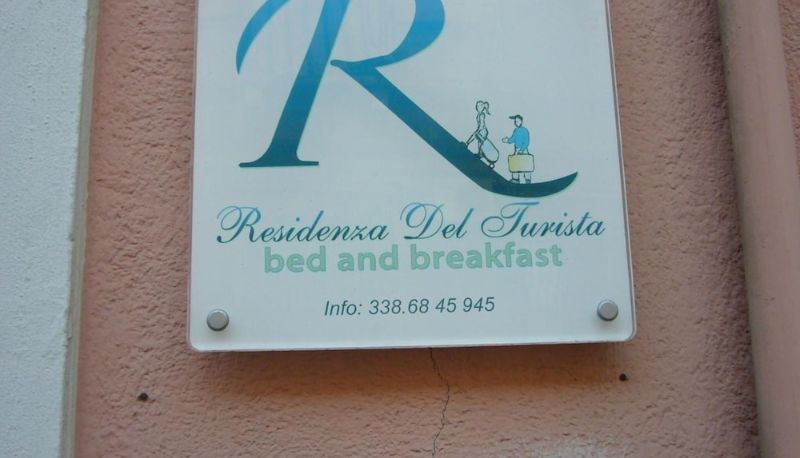 R
Residenza Del Turista
bed and breakfast
Info: 338.68 45 945